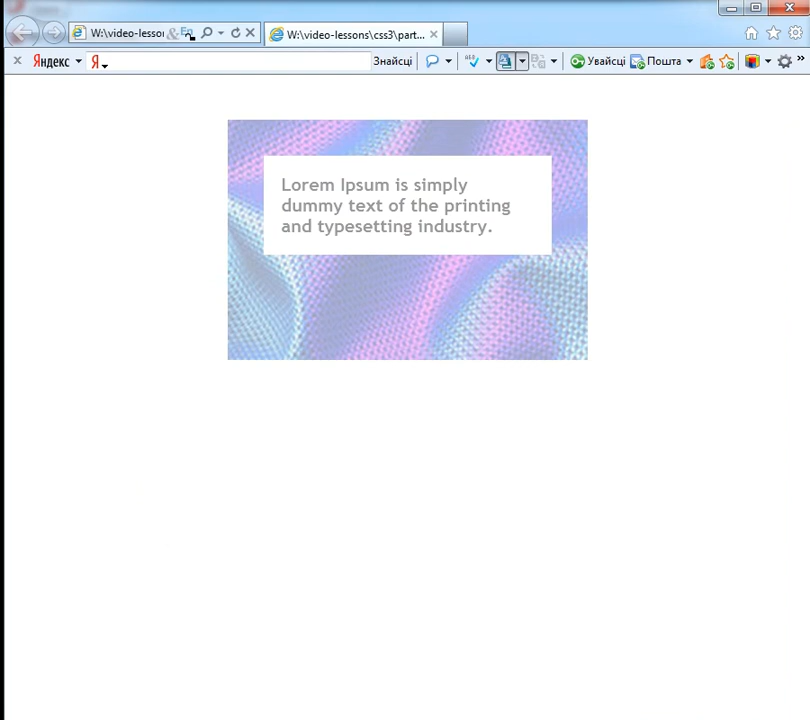 W:\video-lesso
W:\video-lessons\css3\part...
Яндекс
Я
Знайсці
Увайсці
Пошта
»
Lorem Ipsum is simply
dummy text of the printing
and typesetting industry.